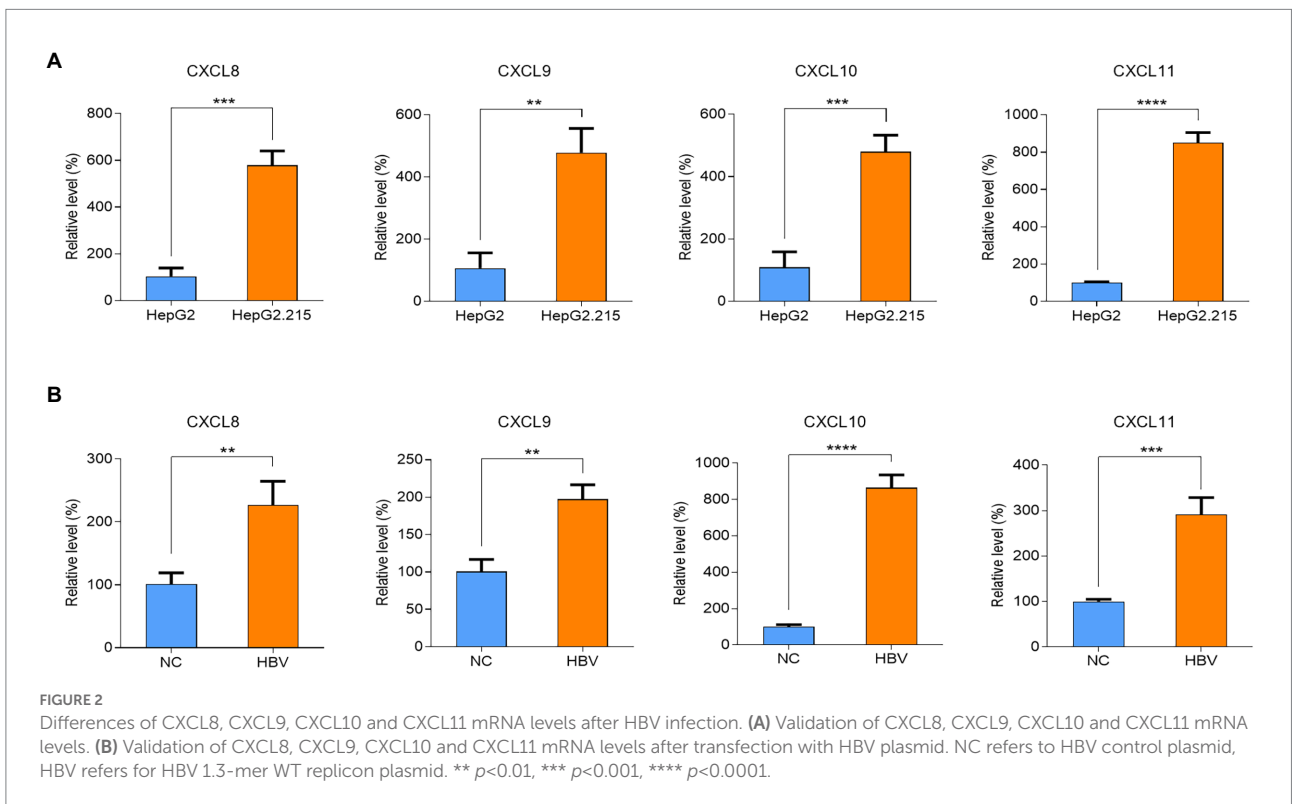 A
CXCL8
CXCL9
CXCL10
CXCL11
***
**
***
****
Relative level (%)
800
600
400
200
0
HepG2
HepG2.215
Relative level (%)
600
400
200
0
HepG2
HepG2.215
Relative level (%)
600
400
200
0
HepG2
HepG2.215
Relative level (%)
1000
800
600
400
200
0
HepG2
HepG2.215
B
CXCL8
CXCL9
CXCL10
CXCL11
**
**
****
***
Relative level (%)
300
200
100
0
NC
HBV
Relative level (%)
250
200
150
100
50
0
NC
HBV
Relative level (%)
1000
800
600
400
200
0
NC
HBV
Relative level (%)
400
300
200
100
0
NC
HBV
FIGURE 2
Differences of CXCL8, CXCL9, CXCL10 and CXCL11 mRNA levels after HBV infection. (A) Validation of CXCL8, CXCL9, CXCL10 and CXCL11 mRNA
levels. (B) Validation of CXCL8, CXCL9, CXCL10 and CXCL11 mRNA levels after transfection with HBV plasmid. NC refers to HBV control plasmid,
HBV refers for HBV 1.3-mer WT replicon plasmid. ** p<0.01, *** p<0.001, **** p<0.0001.